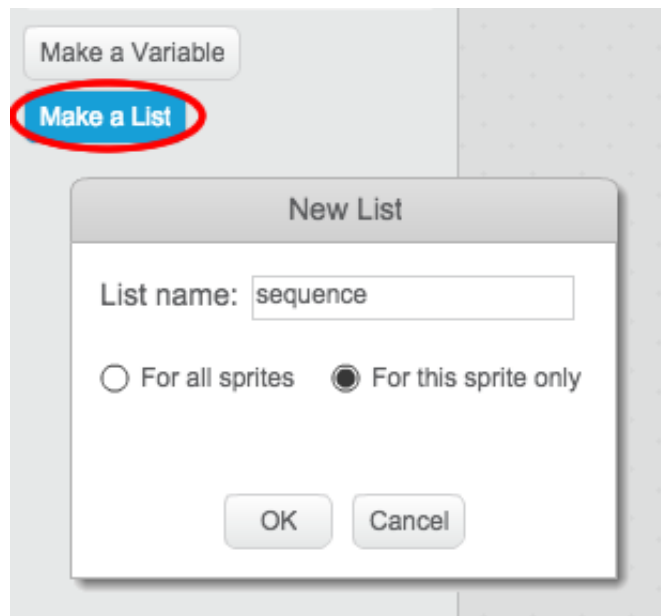 Make a Variable
Make a List
New List
List name: sequence
For all sprites For this sprite only
OK Cancel